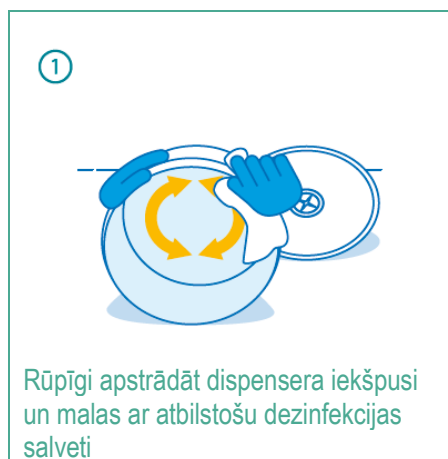 1
Rūpīgi apstrādāt dispensera iekšpusi
un malas ar atbilstošu dezinfekcijas
salveti